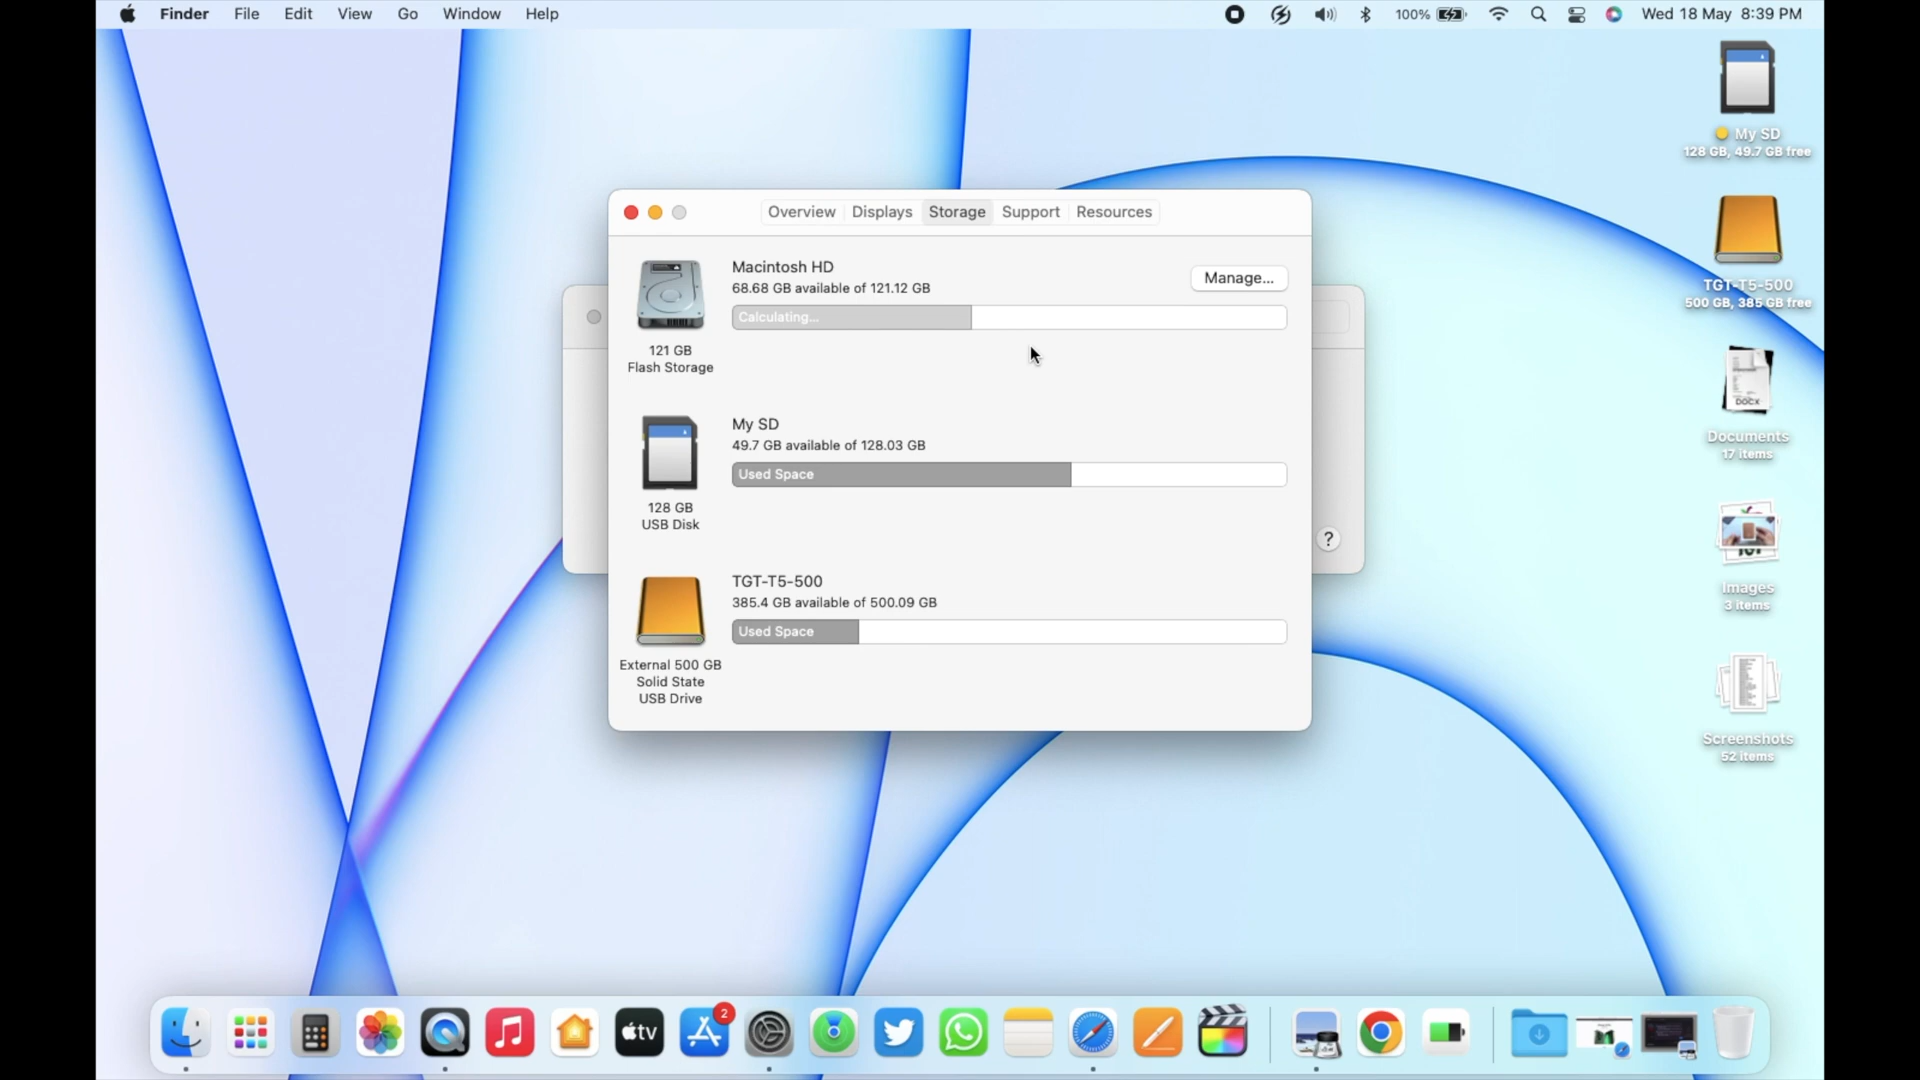 Finder File Edit View Go Window Help
100% Wed 18 May 8:39 PM
My SD
128 GB, 49.7 GB free
TGT-T5-500
500 GB, 385 GB free
DOCX
Documents
17 items
Images
3 items
Screenshots
52 items
Overview Displays Storage Support Resources
Macintosh HD
68.68 GB available of 121.12 GB
Manage...
Calculating...
121 GB
Flash Storage
My SD
49.7 GB available of 128.03 GB
Used Space
128 GB
USB Disk
?
TGT-T5-500
385.4 GB available of 500.09 GB
Used Space
External 500 GB
Solid State
USB Drive
tv
2